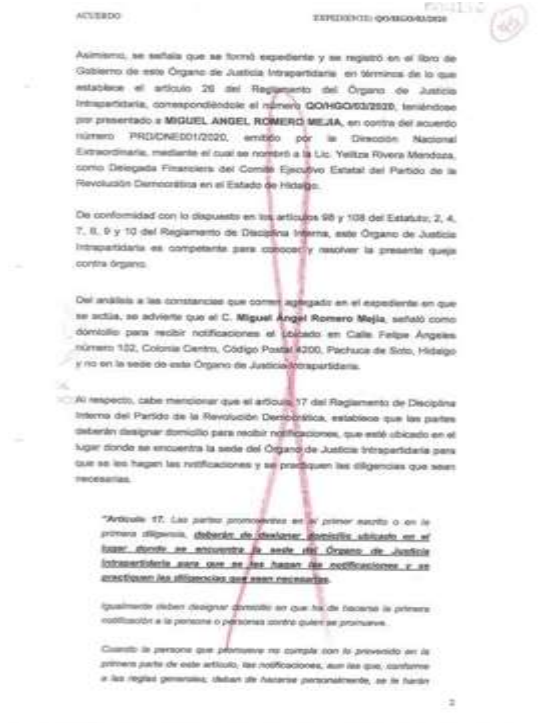 ACUERDO EXPEDIENTE: QO/HGO/03/2020
Asimismo, se señala que se formó expediente y se registró en el libro de
Gobierno de este Órgano de Justicia Intrapartidaria en términos de lo que
establece el artículo 26 del Reglamento del Órgano de Justicia
Intrapartidaria, correspondiéndole el número QO/HGO/03/2020, teniéndose
por presentado a MIGUEL ANGEL ROMERO MEJIA, en contra del acuerdo
número PRD/DNE001/2020, emitido por la Dirección Nacional
Extraordinaria, mediante el cual se nombró a la Lic. Yelitza Rivera Mendoza,
como Delegada Financiera del Comité Ejecutivo Estatal del Partido de la
Revolución Democrática en el Estado de Hidalgo.
De conformidad con lo dispuesto en los artículos 98 y 108 del Estatuto; 2, 4,
7, 8, 9 y 10 del Reglamento de Disciplina Interna, este Órgano de Justicia
Intrapartidaria es competente para conocer y resolver la presente queja
contra órgano.
Del análisis a las constancias que corren agregado en el expediente en que
se actúa, se advierte que el C. Miguel Ángel Romero Mejía, señaló como
domicilio para recibir notificaciones el ubicado en Calle Felipe Ángeles
número 132, Colonia Centro, Código Postal 4200, Pachuca de Soto, Hidalgo
y no en la sede de este Órgano de Justicia Intrapartidaria.
Al respecto, cabe mencionar que el artículo 17 del Reglamento de Disciplina
Interna del Partido de la Revolución Democrática, establece que las partes
deberán designar domicilio para recibir notificaciones, que esté ubicado en el
lugar donde se encuentra la sede del Órgano de Justicia Intrapartidaria para
que se les hagan las notificaciones y se practiquen las diligencias que sean
necesarias.
"Artículo 17. Las partes promoventes en el primer escrito o en la
primera diligencia, deberán de designar domicilio ubicado en el
lugar donde se encuentra la sede del Órgano de Justicia
Intrapartidaria para que se les hagan las notificaciones y se
practiquen las diligencias que sean necesarias.
Igualmente deben designar domicilio en que ha de hacerse la primera
notificación a la persona o personas contra quien se promueve.
Cuando la persona que promueve no cumpla con lo prevenido en la
primera parte de este artículo, las notificaciones, aun las que, conforme
a las reglas generales, deban de hacerse personalmente, se le harán
2